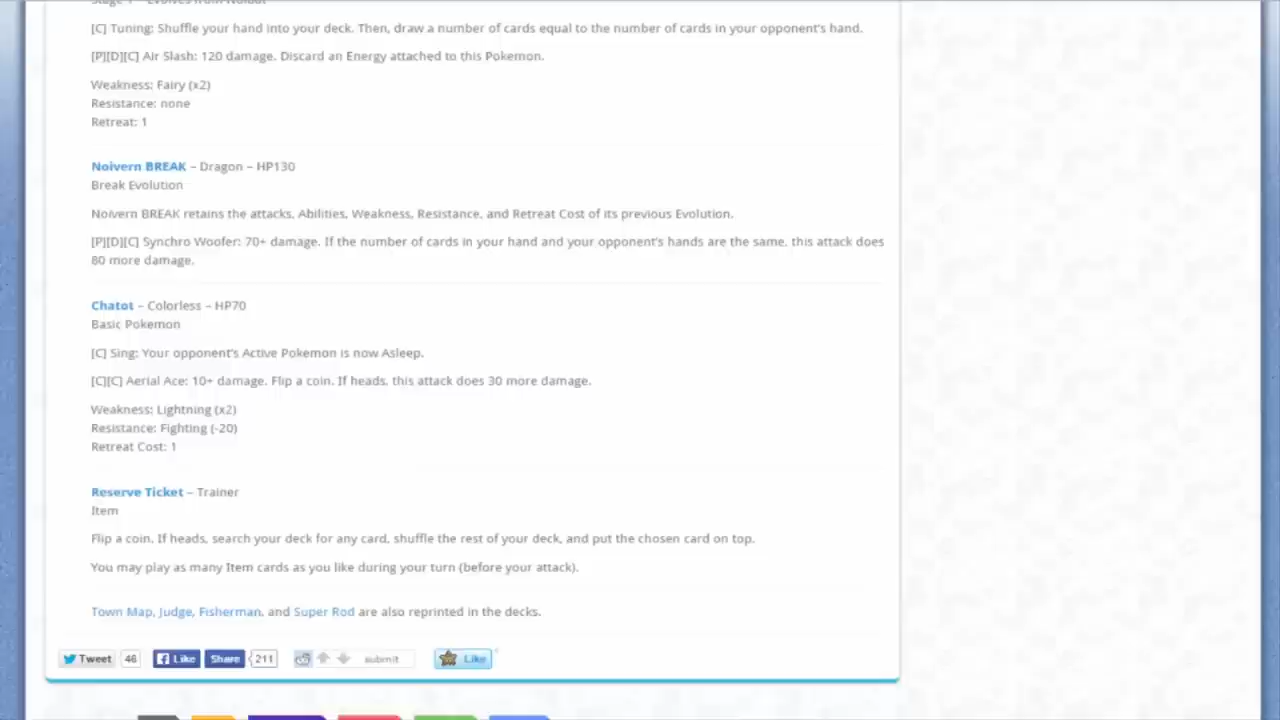 Stage 1 – Evolves from Noibat
[C] Tuning: Shuffle your hand into your deck. Then, draw a number of cards equal to the number of cards in your opponent's hand.
[P][D][C] Air Slash: 120 damage. Discard an Energy attached to this Pokemon.
Weakness: Fairy (x2)
Resistance: none
Retreat: 1
Noivern BREAK – Dragon – HP130
Break Evolution
Noivern BREAK retains the attacks, Abilities, Weakness, Resistance, and Retreat Cost of its previous Evolution.
[P][D][C] Synchro Woofer: 70+ damage. If the number of cards in your hand and your opponent's hands are the same, this attack does
80 more damage.
Chatot – Colorless – HP70
Basic Pokemon
[C] Sing: Your opponent's Active Pokemon is now Asleep.
[C][C] Aerial Ace: 10+ damage. Flip a coin. If heads, this attack does 30 more damage.
Weakness: Lightning (x2)
Resistance: Fighting (-20)
Retreat Cost: 1
Reserve Ticket – Trainer
Item
Flip a coin. If heads, search your deck for any card, shuffle the rest of your deck, and put the chosen card on top.
You may play as many Item cards as you like during your turn (before your attack).
Town Map, Judge, Fisherman, and Super Rod are also reprinted in the decks.
Tweet 46 Like Share 211 submit Like